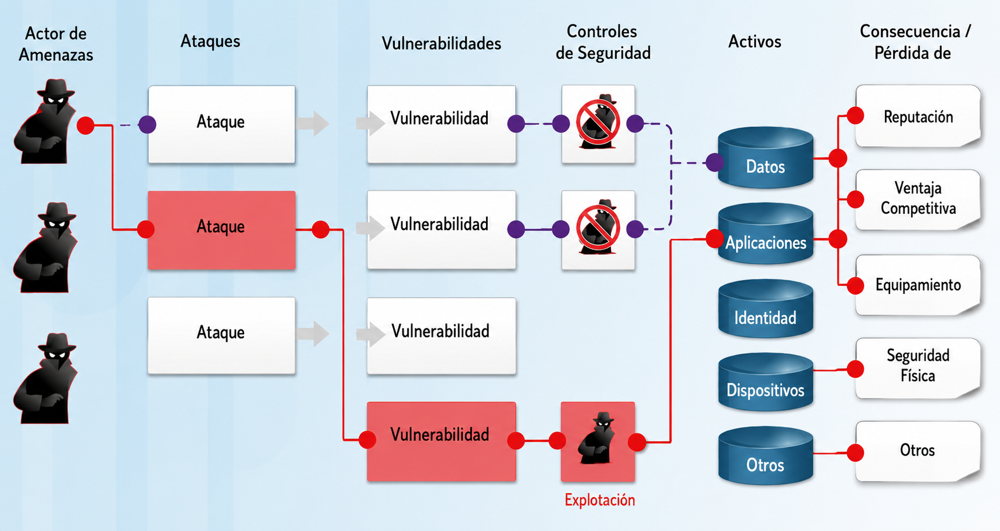 Actor de
Amenazas
Ataques
Vulnerabilidades
Controles
de Seguridad
Activos
Consecuencia /
Pérdida de
Ataque
Vulnerabilidad
Reputación
Datos
Ventaja
Competitiva
Ataque
Vulnerabilidad
Aplicaciones
Equipamiento
Ataque
Vulnerabilidad
Identidad
Seguridad
Física
Dispositivos
Vulnerabilidad
Otros
Otros
Explotación